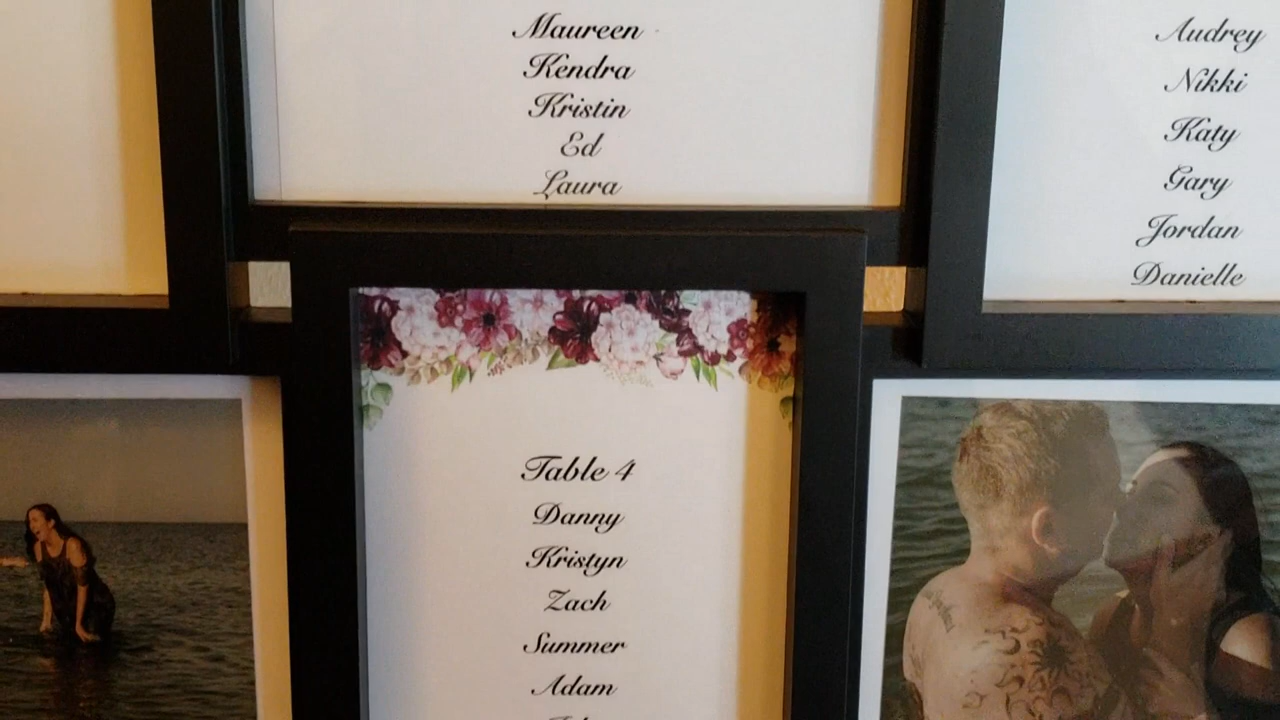 Maureen
Kendra
Kristin
Ed
Laura
Audrey
Nikki
Katy
Gary
Jordan
Danielle
Table 4
Danny
Kristyn
Zach
Summer
Adam